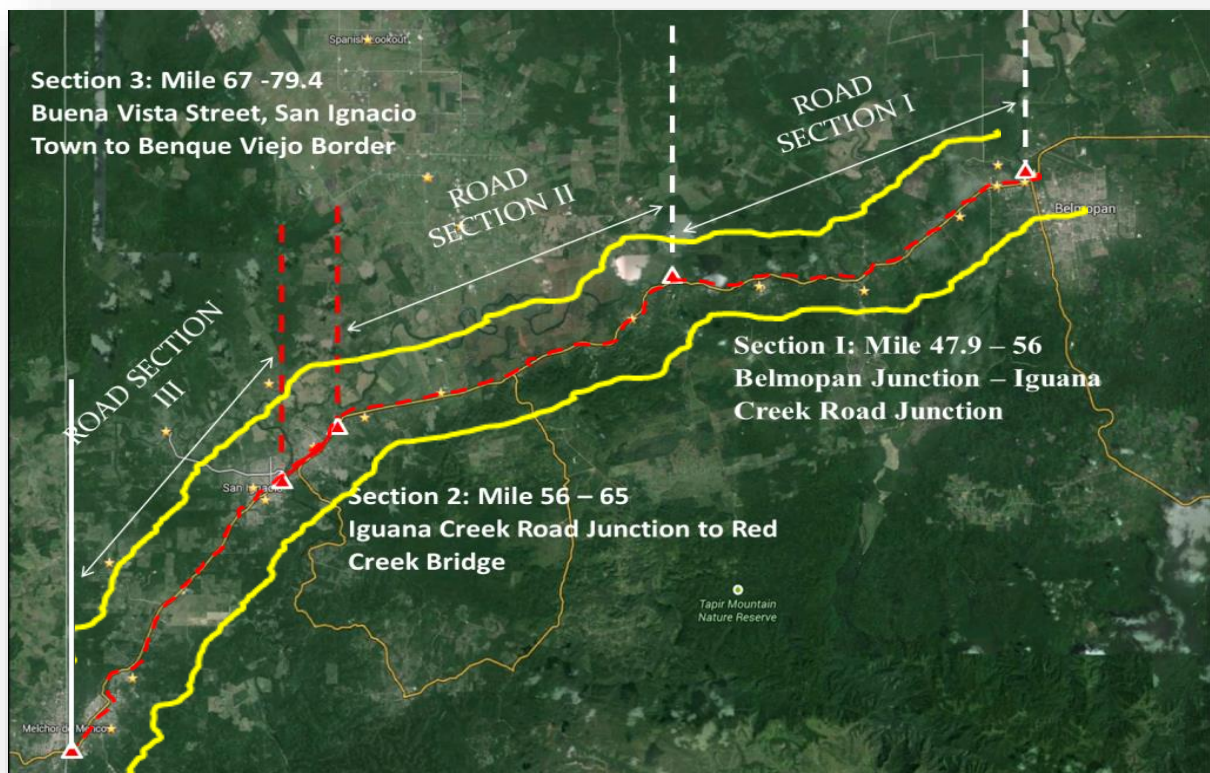 Spanish Lookout
Section 3: Mile 67 -79.4
Buena Vista Street, San Ignacio
Town to Benque Viejo Border
ROAD
SECTION I
ROAD
SECTION II
Belmopan
ROAD SECTION
III
Section I: Mile 47.9 – 56
Belmopan Junction – Iguana
Creek Road Junction
San Ignacio
Section 2: Mile 56 – 65
Iguana Creek Road Junction to Red
Creek Bridge
Tapir Mountain
Nature Reserve
Melchor de Menco